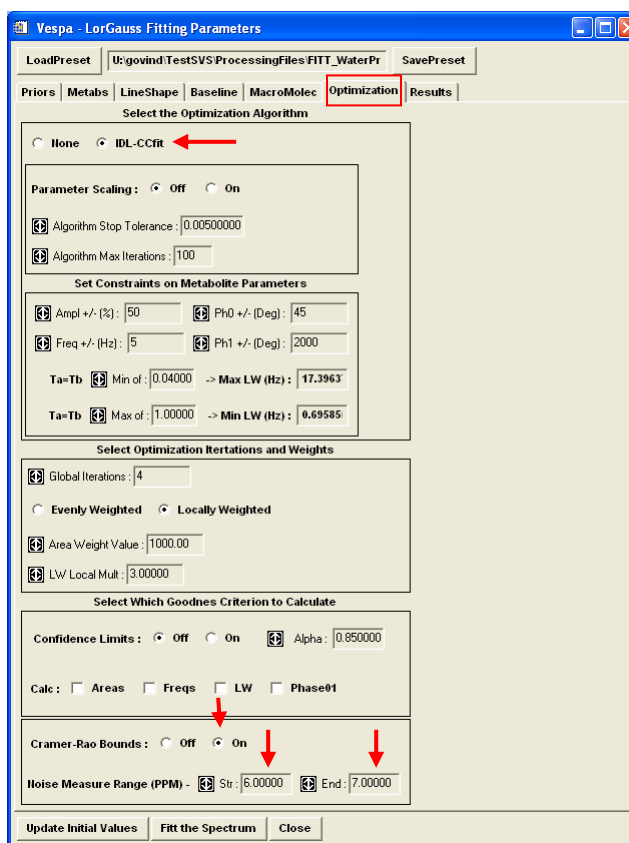 Vespa - LorGauss Fitting Parameters
LoadPreset U:\govind\TestSVS\ProcessingFiles\FITT_WaterPr SavePreset
Priors Metabs LineShape Baseline MacroMolec Optimization Results
Select the Optimization Algorithm
None IDL-CCfit
Parameter Scaling : Off On
Algorithm Stop Tolerance : 0.00500000
Algorithm Max Iterations : 100
Set Constraints on Metabolite Parameters
Ampl +/- (%) : 50 Ph0 +/- (Deg) : 45
Freq +/- (Hz) : 5 Ph1 +/- (Deg) : 2000
Ta=Tb Min of : 0.04000 -> Max LW (Hz) : 17.3963
Ta=Tb Max of : 1.00000 -> Min LW (Hz) : 0.69585
Select Optimization Itertations and Weights
Global Iterations : 4
Evenly Weighted Locally Weighted
Area Weight Value : 1000.00
LW Local Mult : 3.00000
Select Which Goodnes Criterion to Calculate
Confidence Limits : Off On Alpha : 0.850000
Calc : Areas Freqs LW Phase01
Cramer-Rao Bounds : Off On
Noise Measure Range (PPM) - Str : 6.00000 End : 7.00000
Update Initial Values Fitt the Spectrum Close